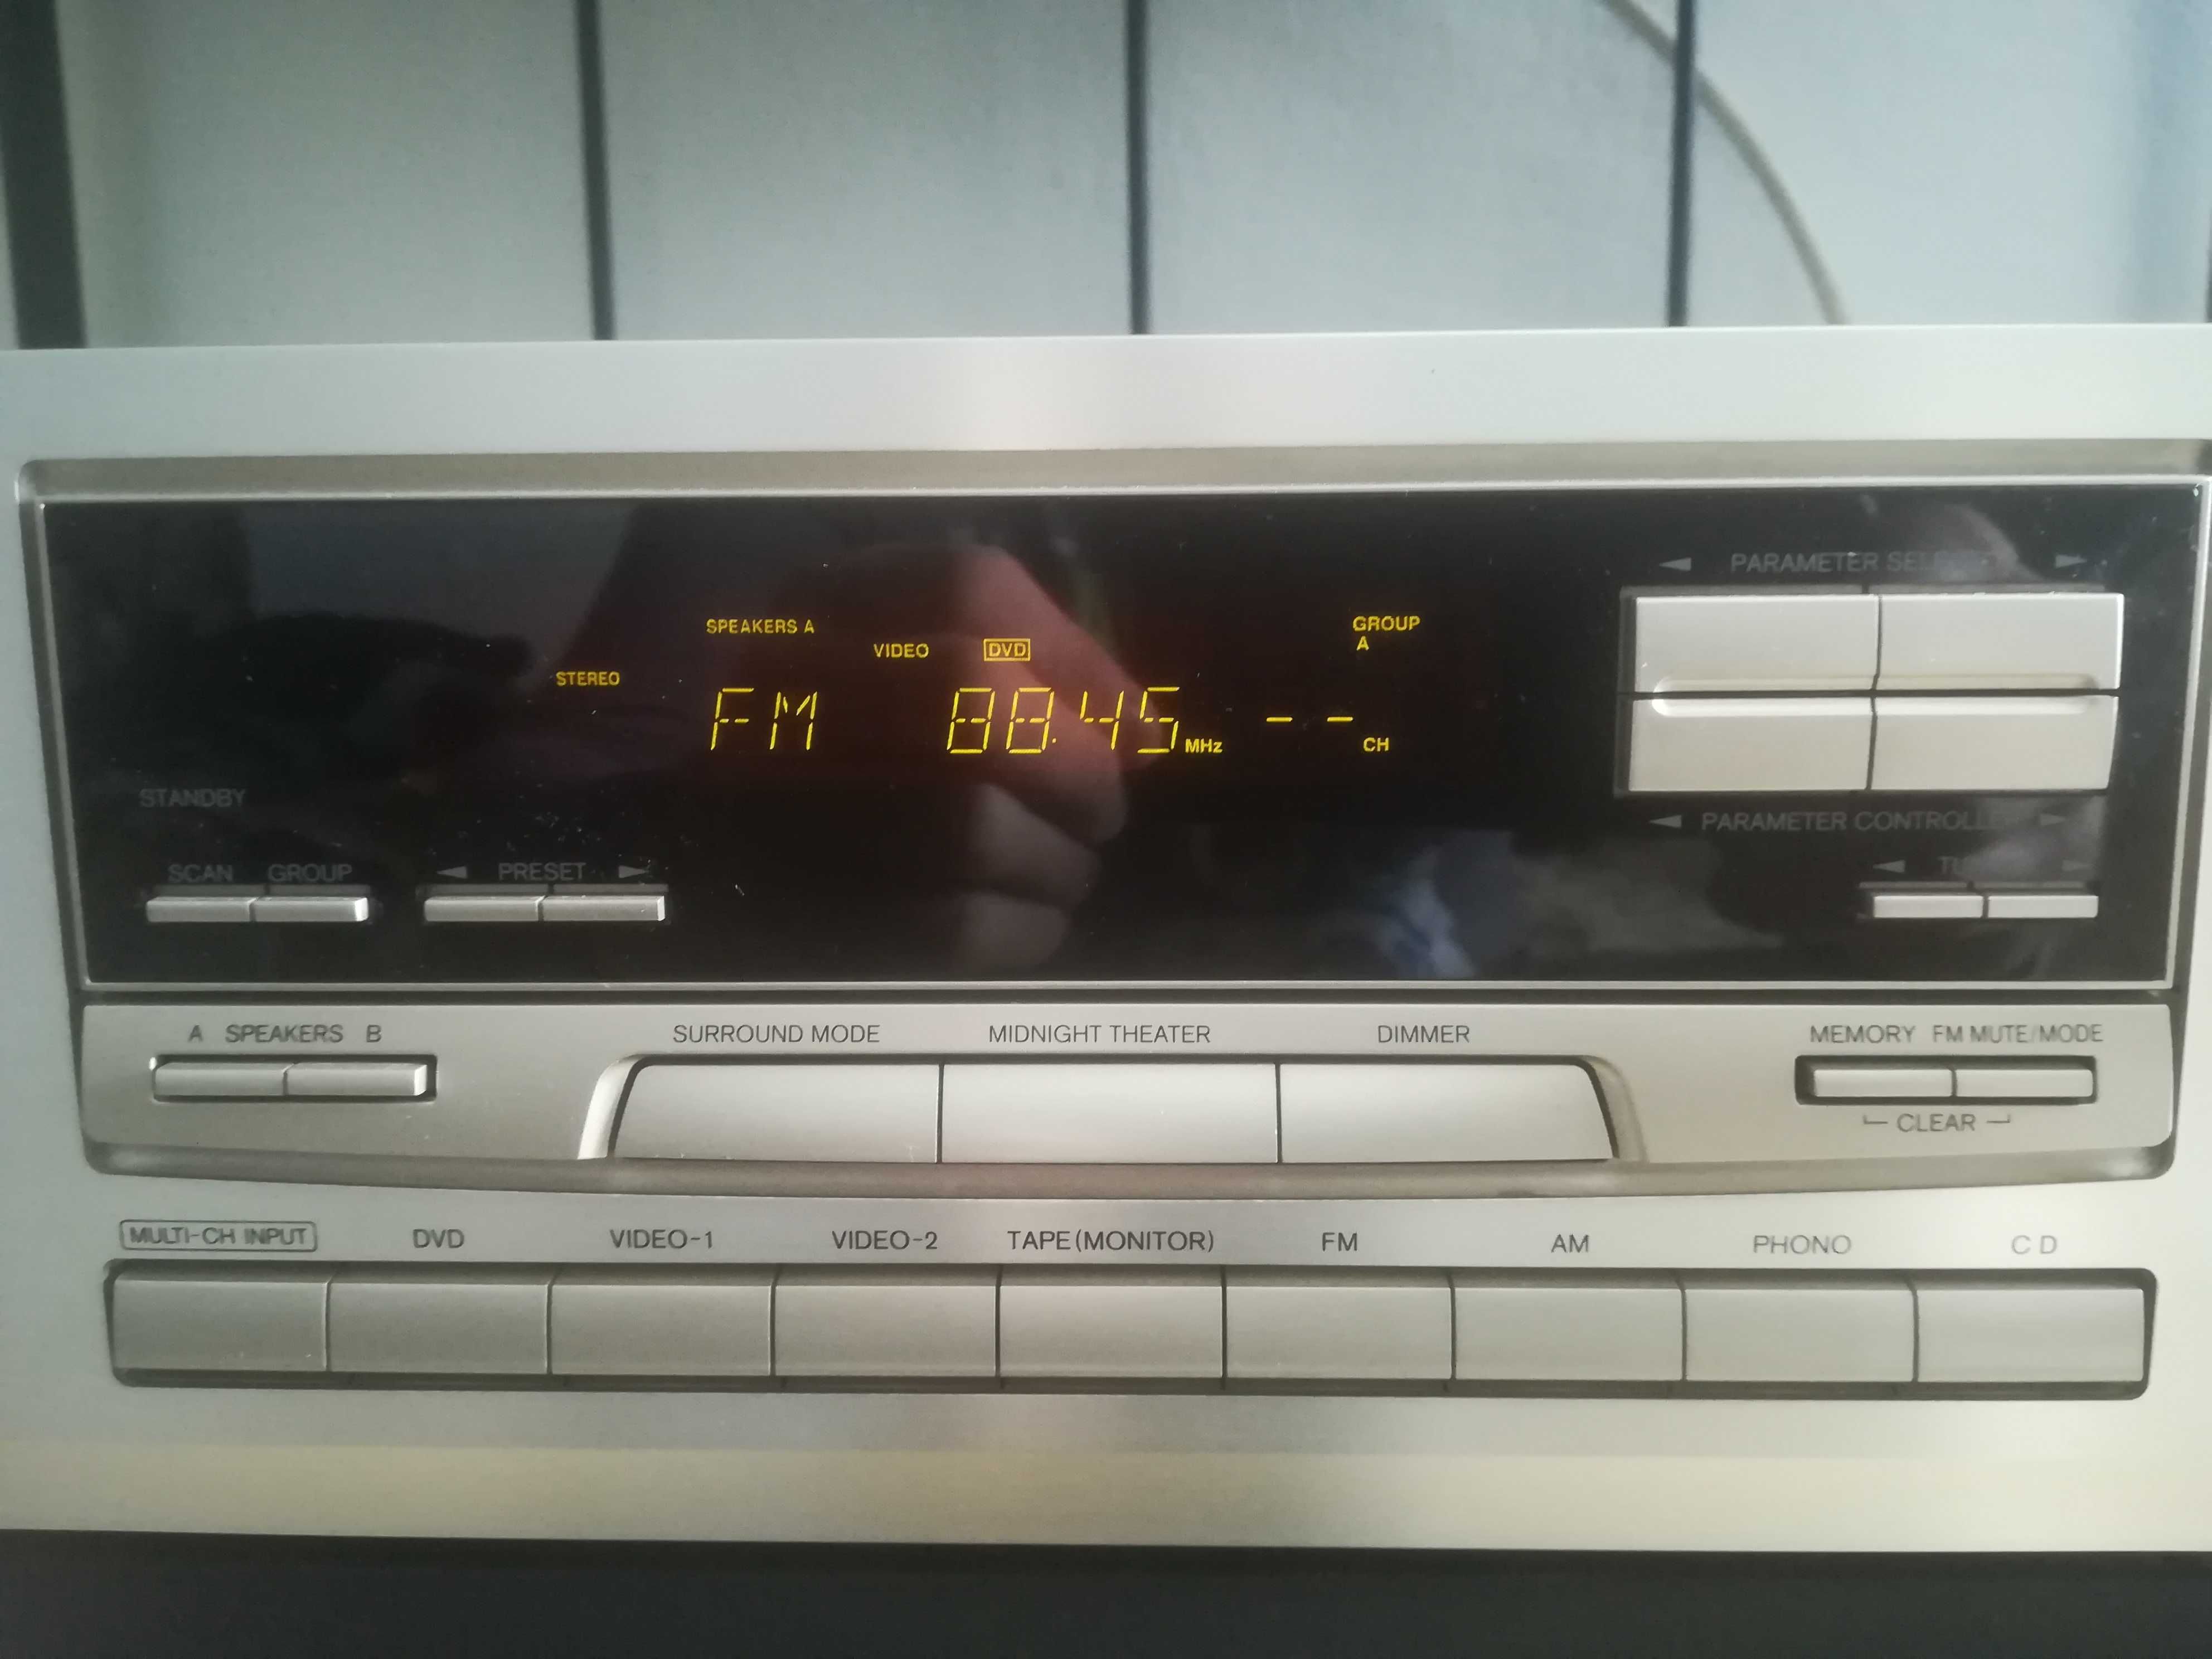 ◄ PARAMETER SELECT ►
SPEAKERS A
GROUP
A
VIDEO DVD
STEREO
FM 88.45 MHz -- CH
STANDBY
◄ PARAMETER CONTROLLER ►
SCAN GROUP ◄ PRESET ►
A SPEAKERS B
SURROUND MODE MIDNIGHT THEATER DIMMER
MEMORY FM MUTE/MODE
CLEAR
MULTI-CH INPUT DVD VIDEO-1 VIDEO-2 TAPE(MONITOR) FM AM PHONO CD